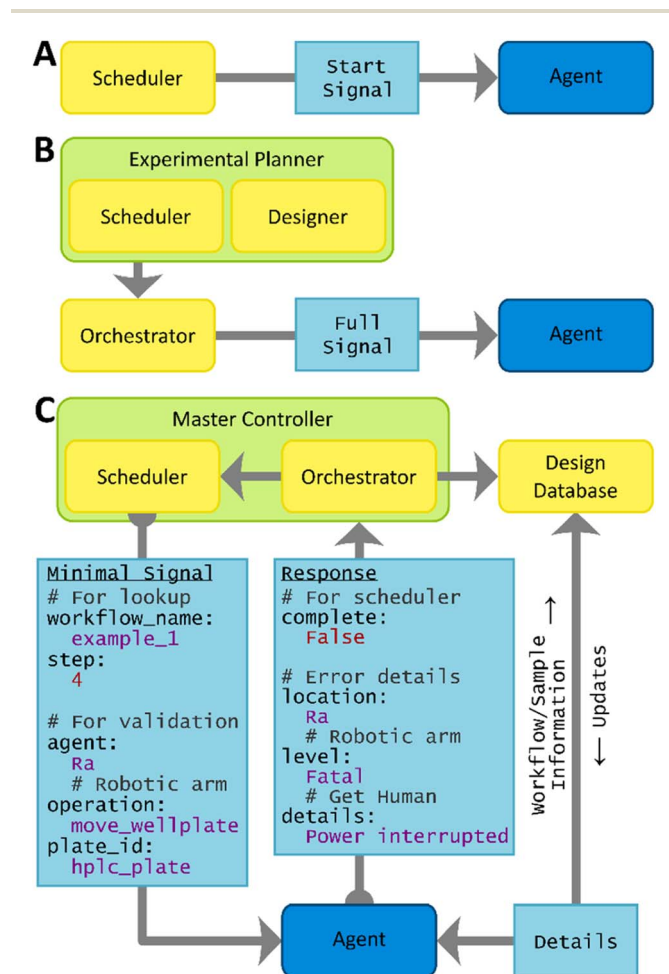 A
Scheduler
Start
Signal
Agent
B
Experimental Planner
Scheduler
Designer
Orchestrator
Full
Signal
Agent
C
Master Controller
Scheduler
Orchestrator
Design
Database
Minimal Signal
# For lookup
workflow_name:
example_1
step:
4
# For validation
agent:
Ra
# Robotic arm
operation:
move_wellplate
plate_id:
hplc_plate
Response
# For scheduler
complete:
False
# Error details
location:
Ra
# Robotic arm
level:
Fatal
# Get Human
details:
Power interrupted
Workflow/Sample
Information →
← Updates
Agent
Details